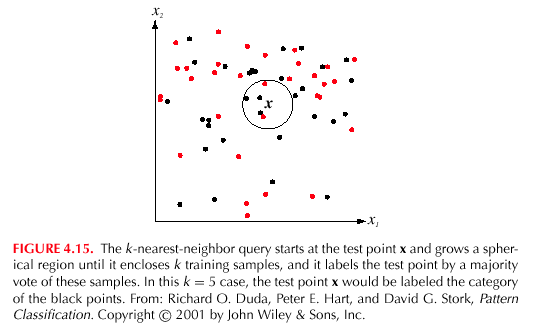 x₂
x
x₁
FIGURE 4.15. The k-nearest-neighbor query starts at the test point x and grows a spher-
ical region until it encloses k training samples, and it labels the test point by a majority
vote of these samples. In this k = 5 case, the test point x would be labeled the category
of the black points. From: Richard O. Duda, Peter E. Hart, and David G. Stork, Pattern
Classification. Copyright © 2001 by John Wiley & Sons, Inc.